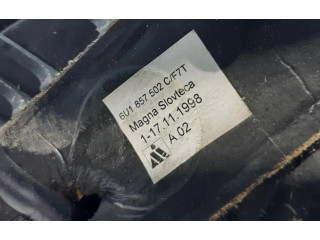 6U1 857 502 C/F7T
Magna Slovteca
1-17.11.1998
A 02